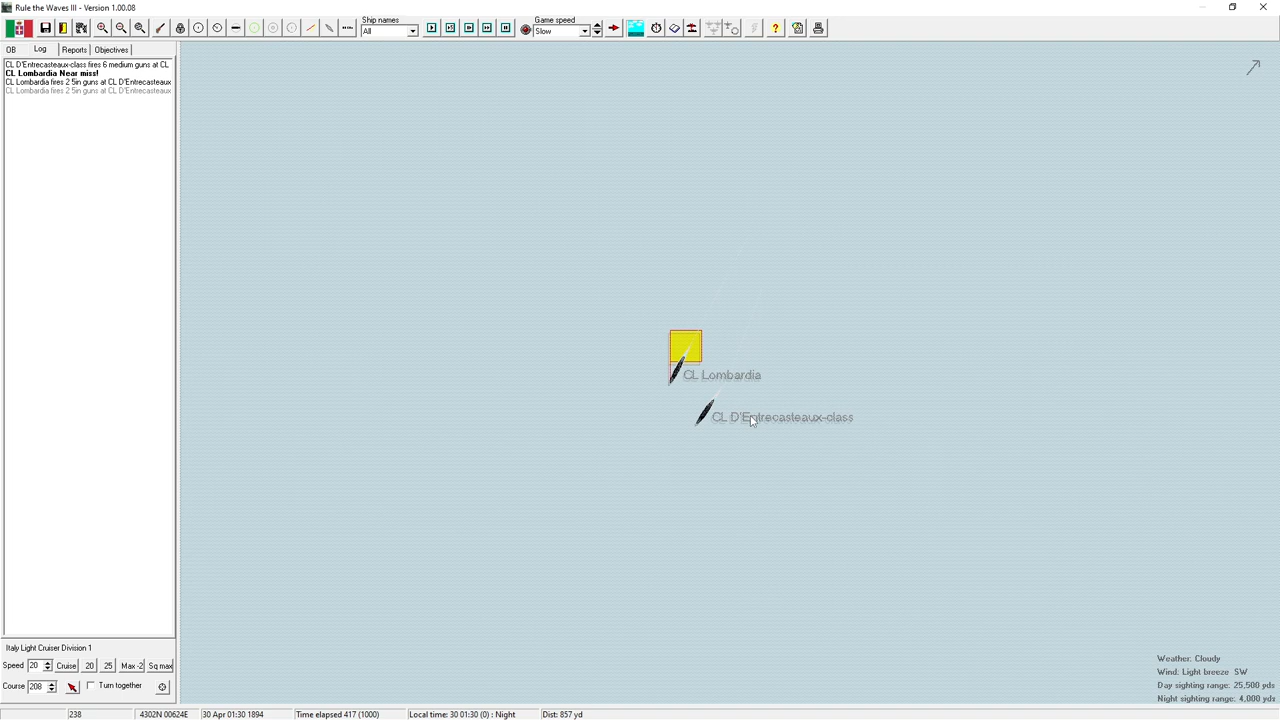 Rule the Waves III - Version 1.00.08
Ship names
All
Game speed
Slow
OB Log Reports Objectives
CL D'Entrecasteaux-class fires 6 medium guns at CL
CL Lombardia Near miss!
CL Lombardia fires 2 5in guns at CL D'Entrecasteaux
CL Lombardia fires 2 5in guns at CL D'Entrecasteaux
CL Lombardia
CL D'Entrecasteaux-class
Italy Light Cruiser Division 1
Speed 20 Cruise 20 25 Max -2 Sq max
Course 208 Turn together
Weather: Cloudy
Wind: Light breeze SW
Day sighting range: 25,500 yds
Night sighting range: 4,000 yds
238 4302N 00624E 30 Apr 01:30 1894 Time elapsed 417 (1000) Local time: 30 01:30 (0) : Night Dist: 857 yd